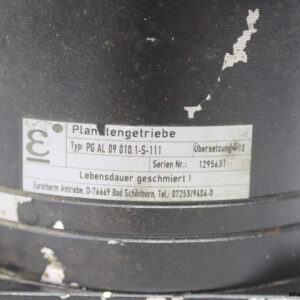 Planetengetriebe
Typ: PG AL 09 010.1-S-111 Übersetzung: 10
Serien Nr.: 1295631
Lebensdauer geschmiert !
Eurotherm Antriebe, D-76669 Bad Schönborn, Tel.: 07253/9404-0